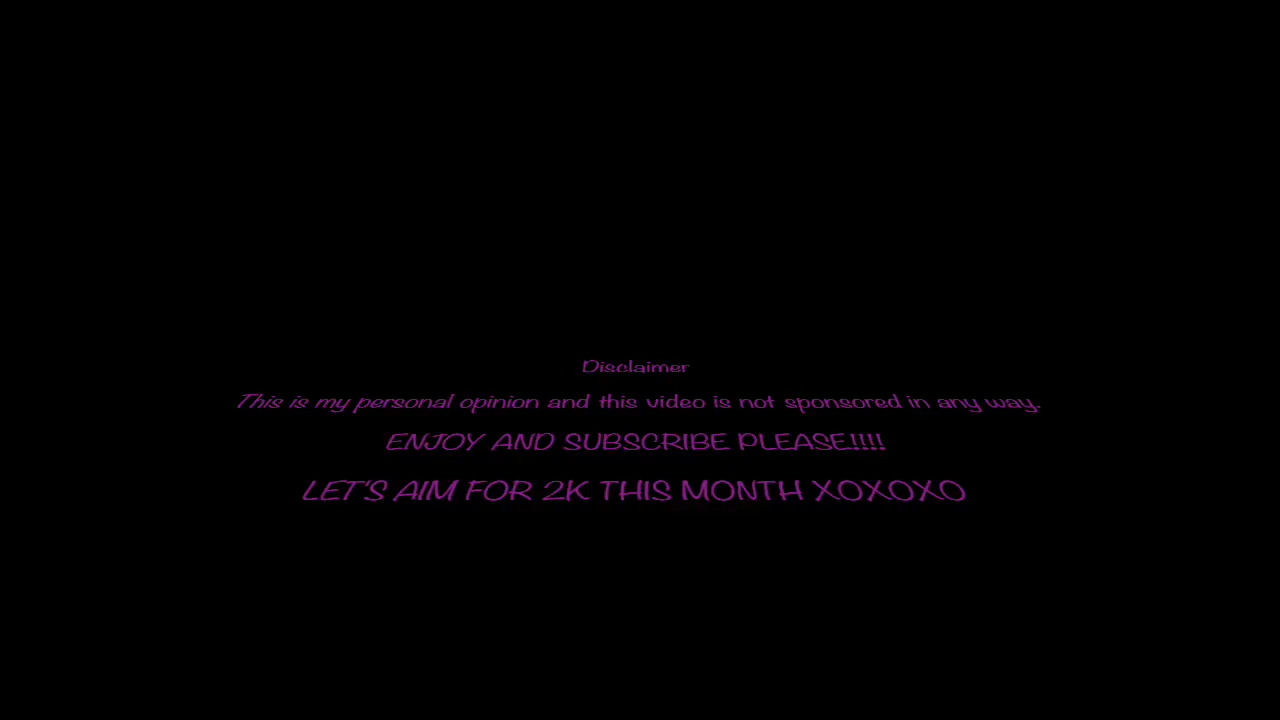 Disclaimer
This is my personal opinion and this video is not sponsored in any way.
ENJOY AND SUBSCRIBE PLEASE!!!!
LET'S AIM FOR 2K THIS MONTH XOXOXO